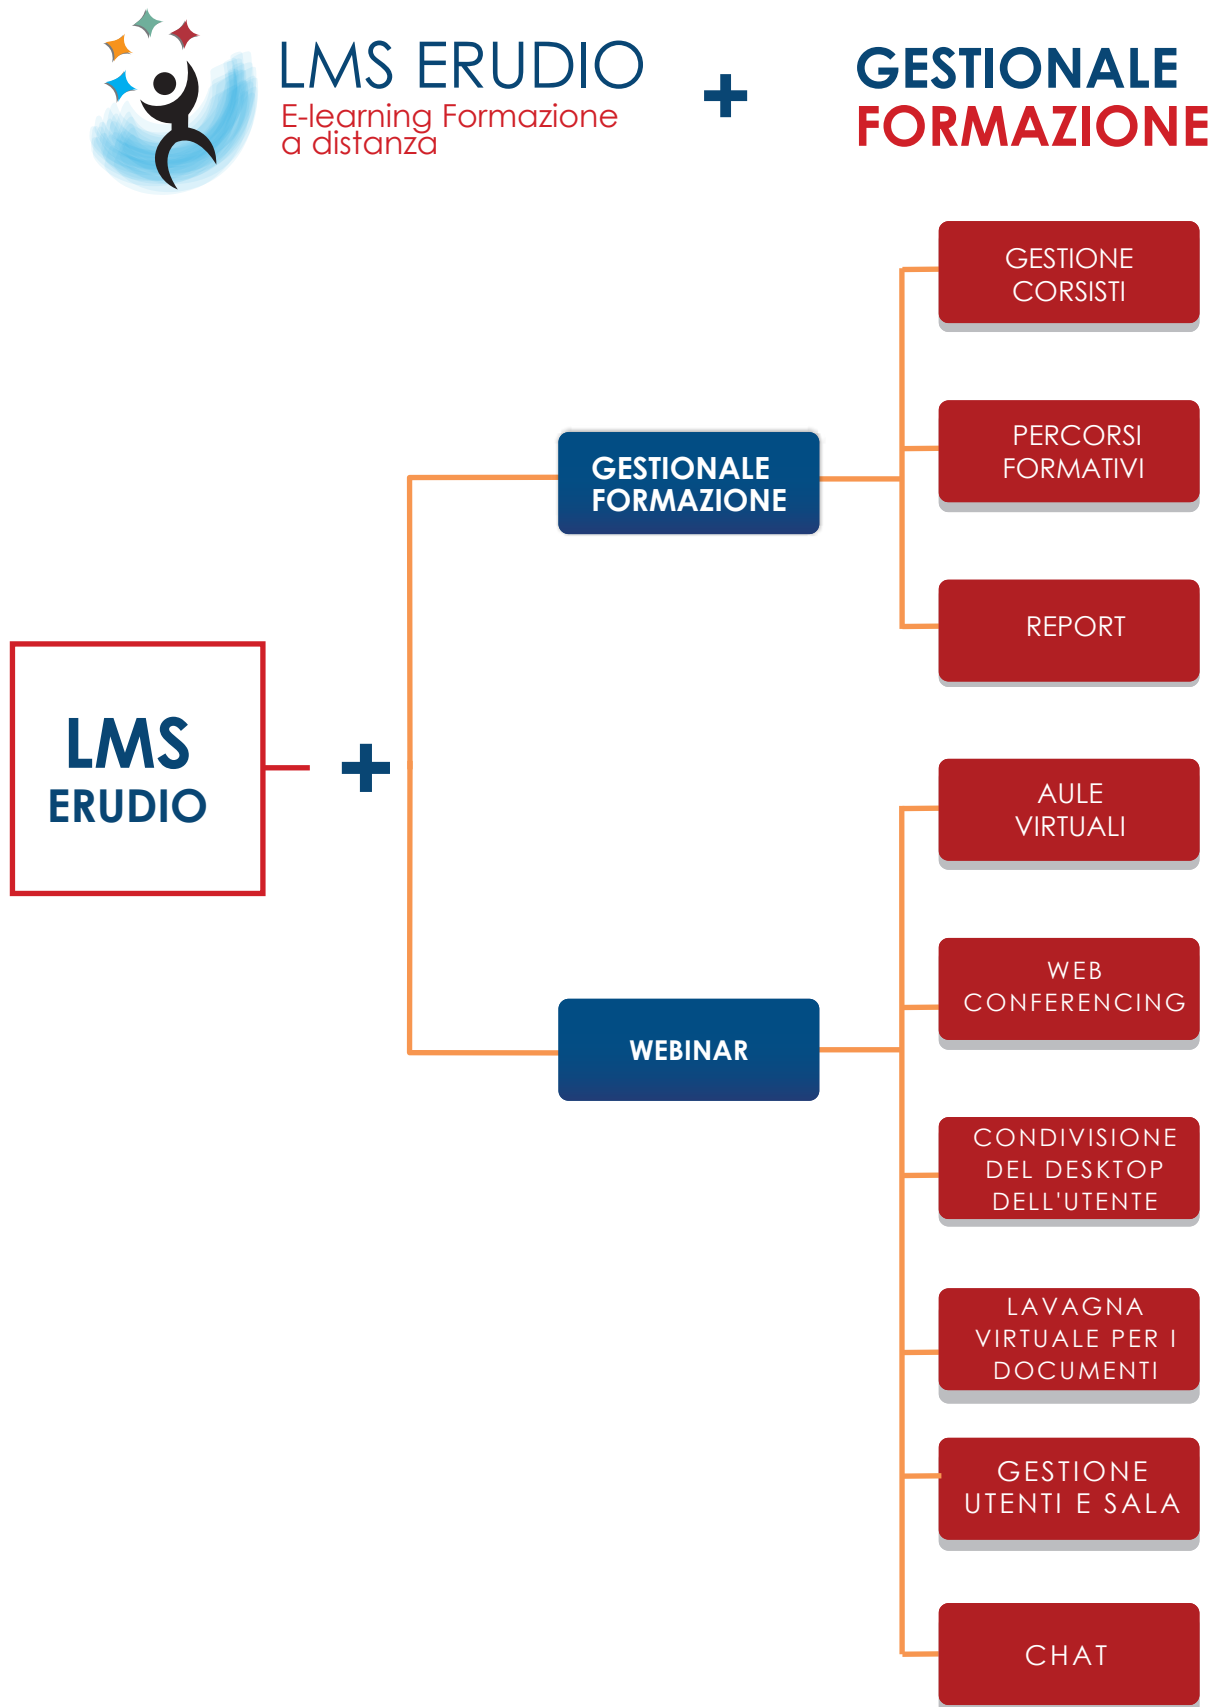 LMS ERUDIO
E-learning Formazione
a distanza
+
GESTIONALE
FORMAZIONE
GESTIONE
CORSISTI
PERCORSI
FORMATIVI
GESTIONALE
FORMAZIONE
REPORT
LMS
ERUDIO
+
AULE
VIRTUALI
WEB
CONFERENCING
WEBINAR
CONDIVISIONE
DEL DESKTOP
DELL'UTENTE
LAVAGNA
VIRTUALE PER I
DOCUMENTI
GESTIONE
UTENTI E SALA
CHAT